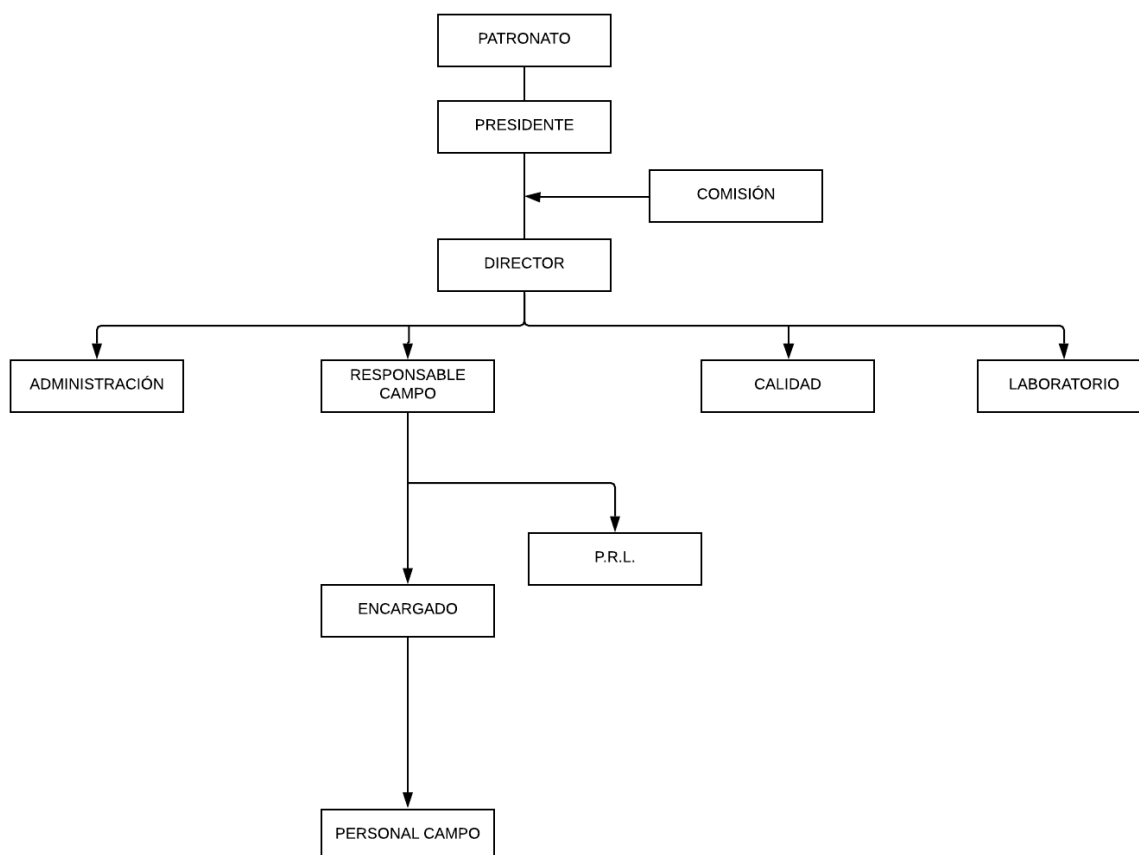 PATRONATO
PRESIDENTE
COMISIÓN
DIRECTOR
ADMINISTRACIÓN
RESPONSABLE
CAMPO
CALIDAD
LABORATORIO
P.R.L.
ENCARGADO
PERSONAL CAMPO